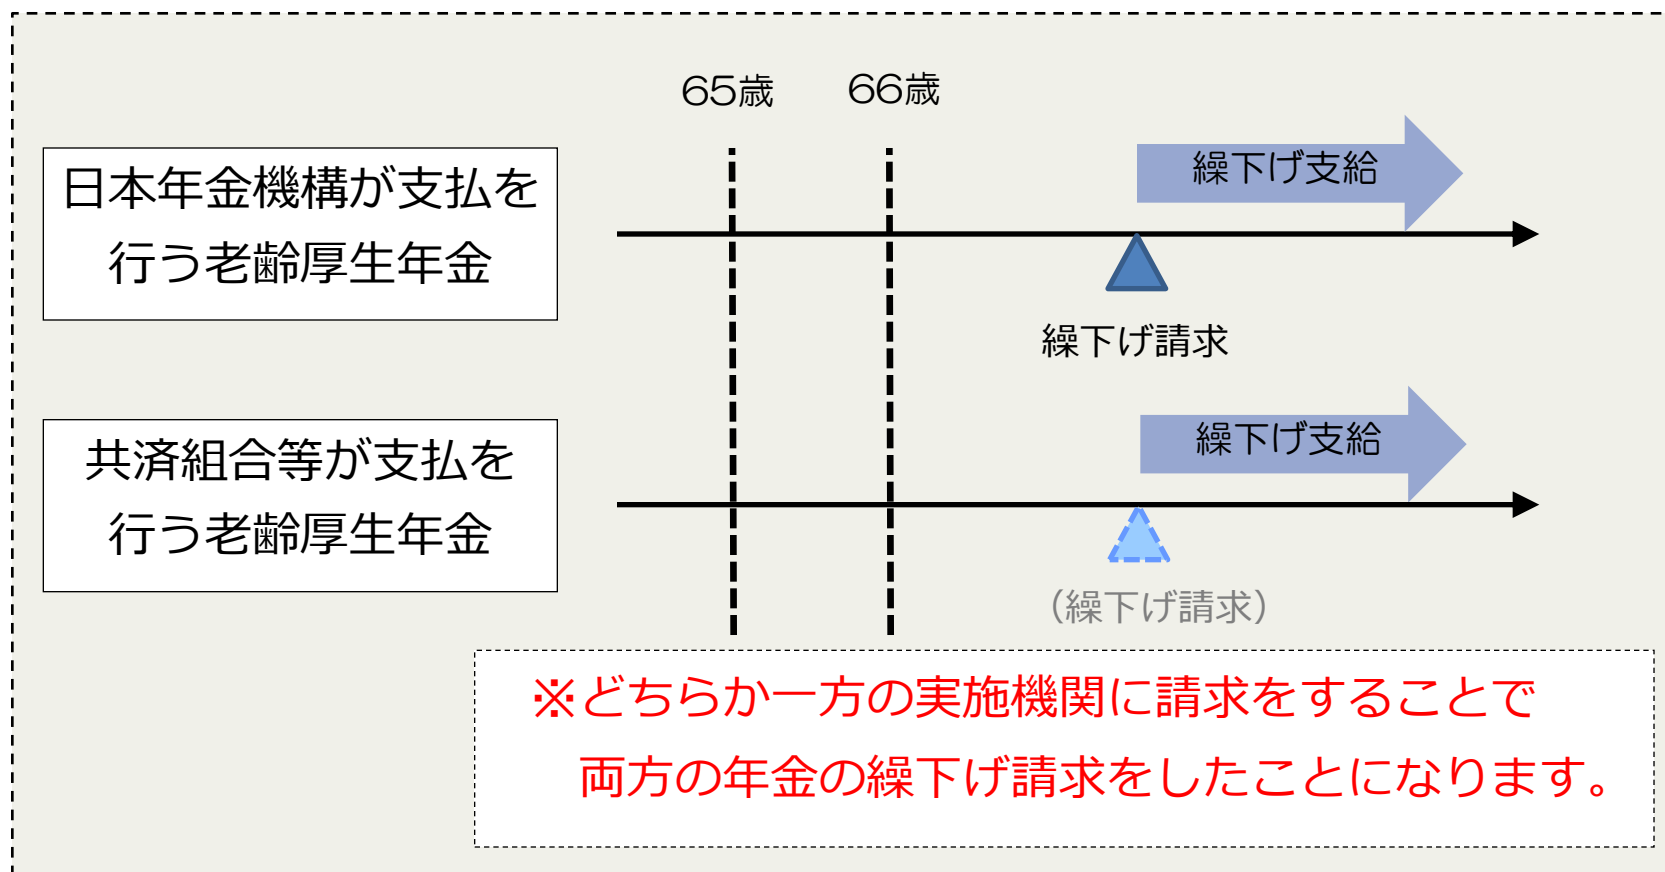 65歳
66歳
日本年金機構が支払を
行う老齢厚生年金
繰下げ支給
繰下げ請求
共済組合等が支払を
行う老齢厚生年金
繰下げ支給
（繰下げ請求）
※どちらか一方の実施機関に請求をすることで
両方の年金の繰下げ請求をしたことになります。